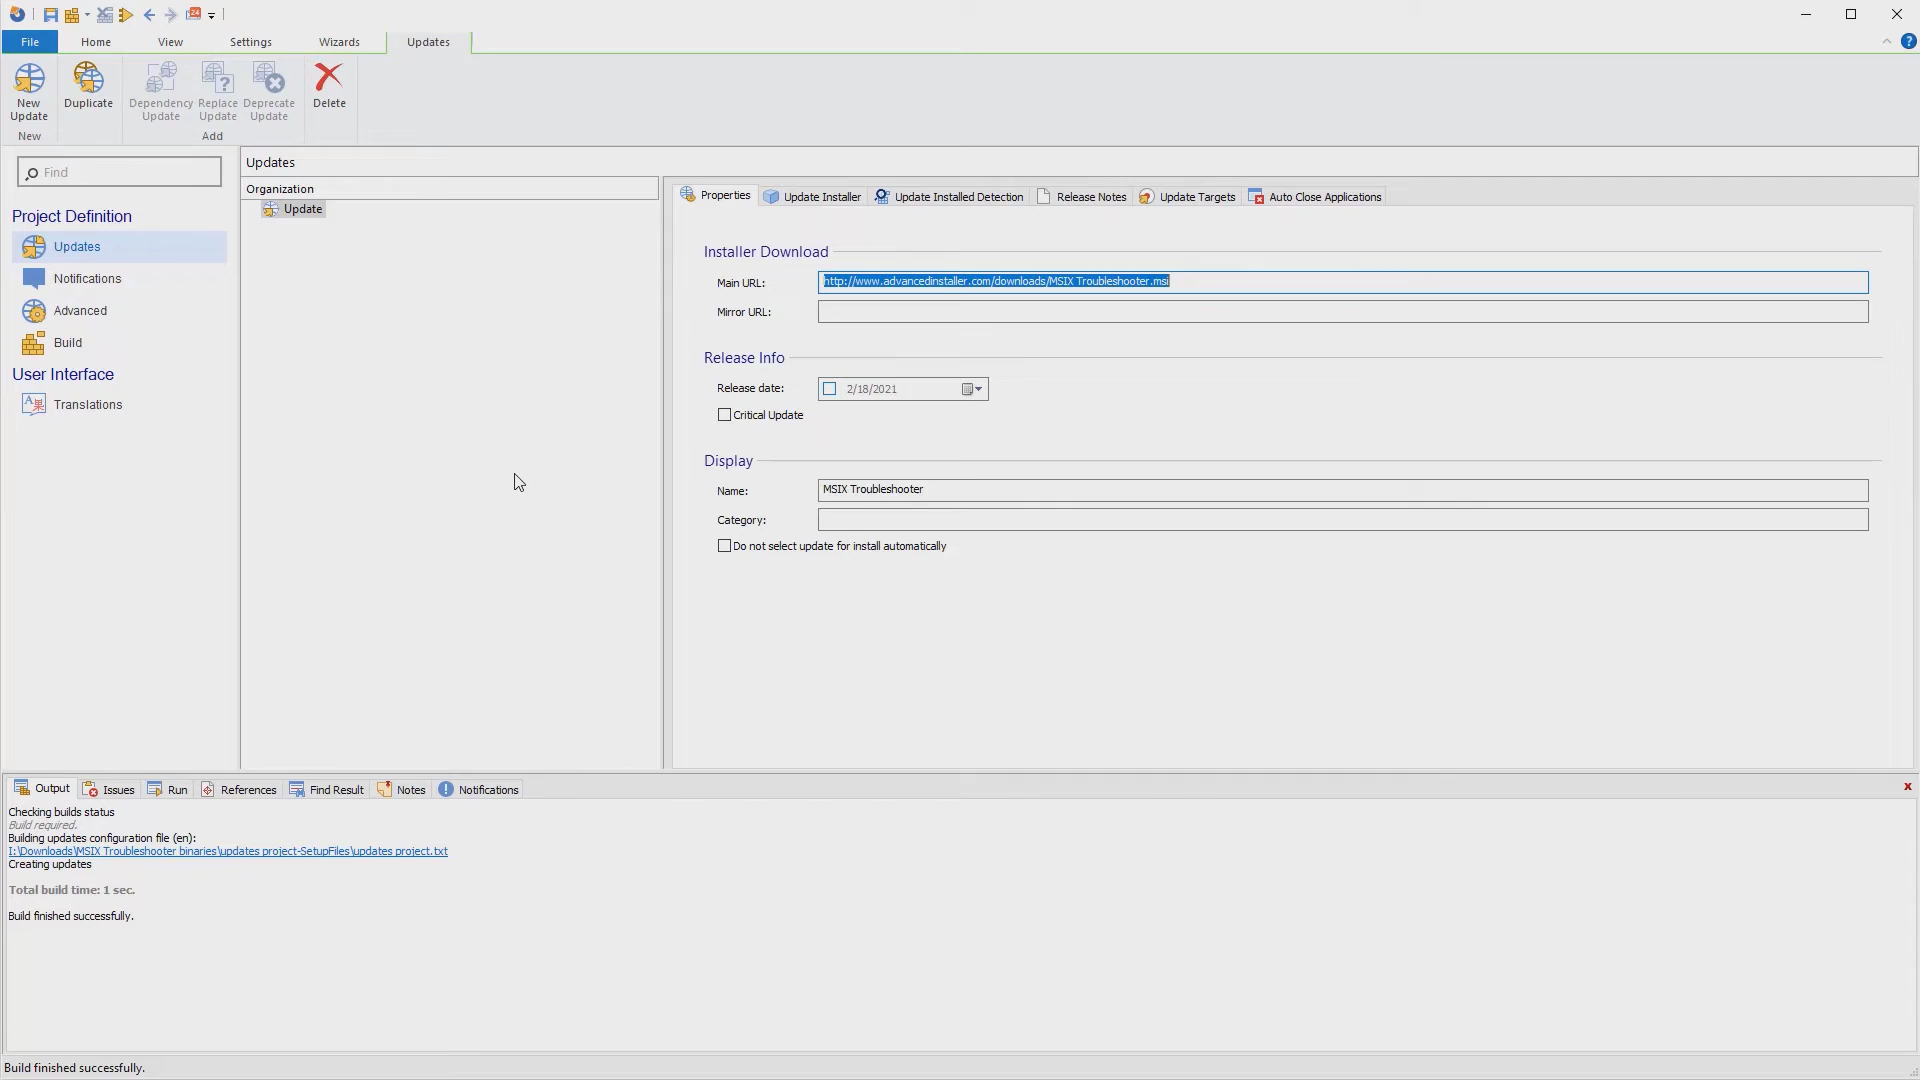 File
Home
View
Settings
Wizards
Updates
New Update
Duplicate
Dependency Update
Replace Update
Deprecate Update
Delete
New
Add
Find
Project Definition
Updates
Notifications
Advanced
Build
User Interface
Translations
Updates
Organization
Update
Properties
Update Installer
Update Installed Detection
Release Notes
Update Targets
Auto Close Applications
Installer Download
Main URL:
http://www.advancedinstaller.com/downloads/MSIX Troubleshooter.msi
Mirror URL:
Release Info
Release date:
2/18/2021
Critical Update
Display
Name:
MSIX Troubleshooter
Category:
Do not select update for install automatically
Output
Issues
Run
References
Find Result
Notes
Notifications
Checking builds status
Build required.
Building updates configuration file (en):
I:\Downloads\MSIX Troubleshooter binaries\updates project-SetupFiles\updates project.txt
Creating updates
Total build time: 1 sec.
Build finished successfully.
Build finished successfully.